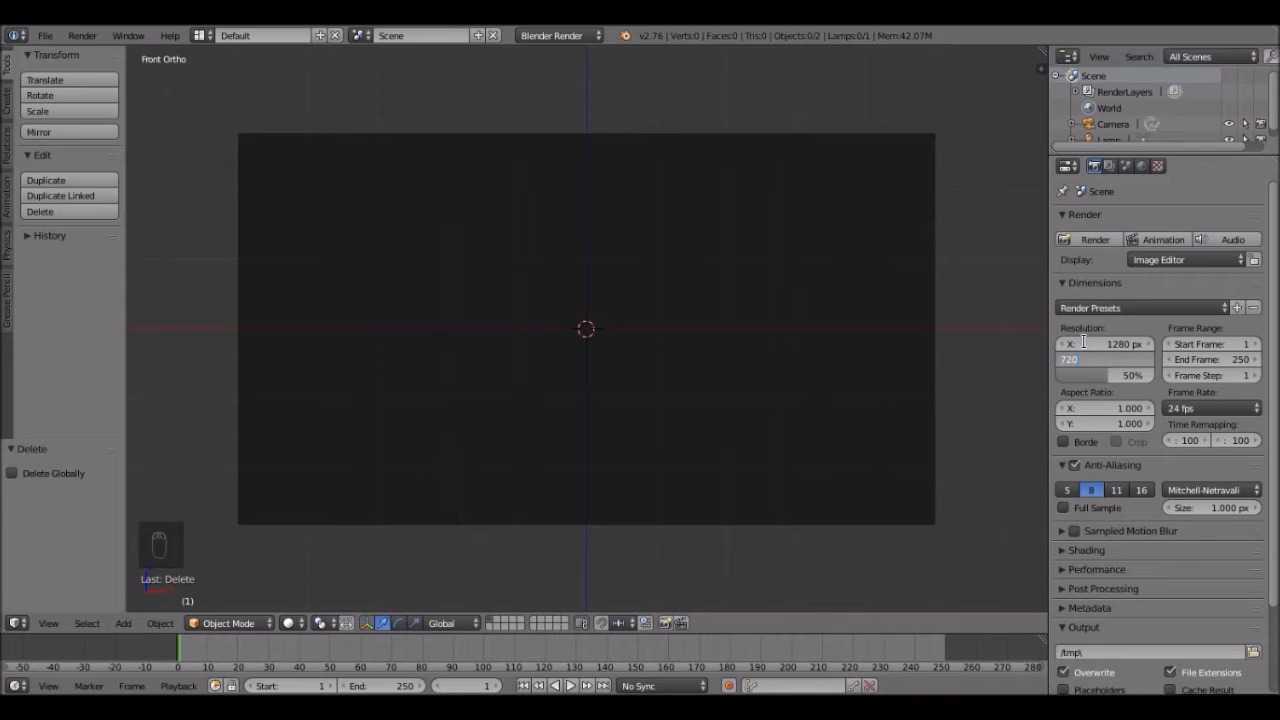 File Render Window Help Default Scene Blender Render v2.76 | Verts:0 | Faces:0 | Tris:0 | Objects:0/2 | Lamps:0/1 | Mem:42.07M
Tools
Create
Relations
Animation
Physics
Grease Pencil
Transform
Translate
Rotate
Scale
Mirror
Edit
Duplicate
Duplicate Linked
Delete
History
Delete
Delete Globally
Front Ortho
Last: Delete
(1)
View Select Add Object Object Mode Global
-50 -40 -30 -20 -10 0 10 20 30 40 50 60 70 80 90 100 110 120 130 140 150 160 170 180 190 200 210 220 230 240 250 260 270 280
View Marker Frame Playback Start: 1 End: 250 1 No Sync
View Search All Scenes
Scene
RenderLayers
World
Camera
Lamp
Scene
Render
Render Animation Audio
Display: Image Editor
Dimensions
Render Presets
Resolution: Frame Range:
X: 1280 px Start Frame: 1
720 End Frame: 250
50% Frame Step: 1
Aspect Ratio: Frame Rate:
X: 1.000 24 fps
Y: 1.000 Time Remapping:
Borde Crop : 100 : 100
Anti-Aliasing
5 8 11 16 Mitchell-Netravali
Full Sample Size: 1.000 px
Sampled Motion Blur
Shading
Performance
Post Processing
Metadata
Output
/tmp\
Overwrite File Extensions
Placeholders Cache Result